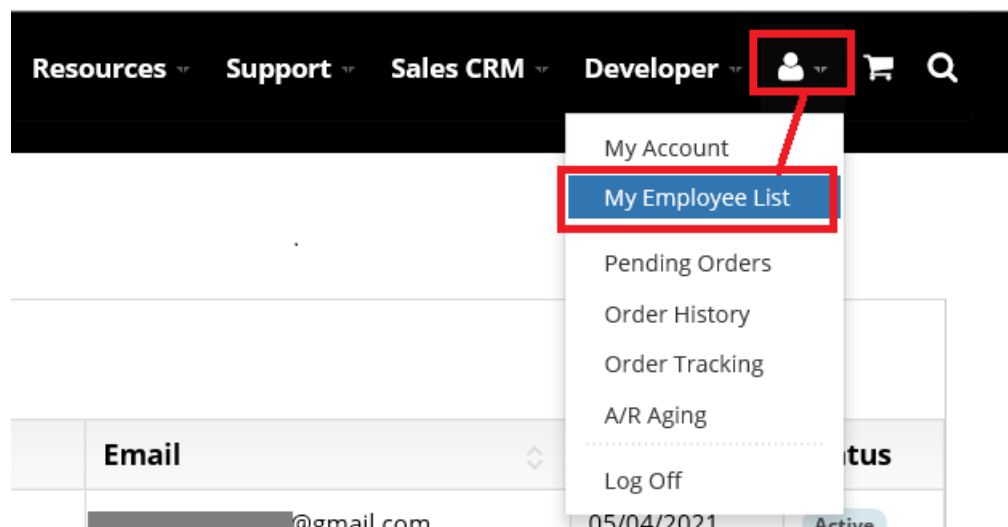 Resources Support Sales CRM Developer
My Account
My Employee List
Pending Orders
Order History
Order Tracking
A/R Aging
Log Off
Email tus
@gmail.com 05/04/2021 Active